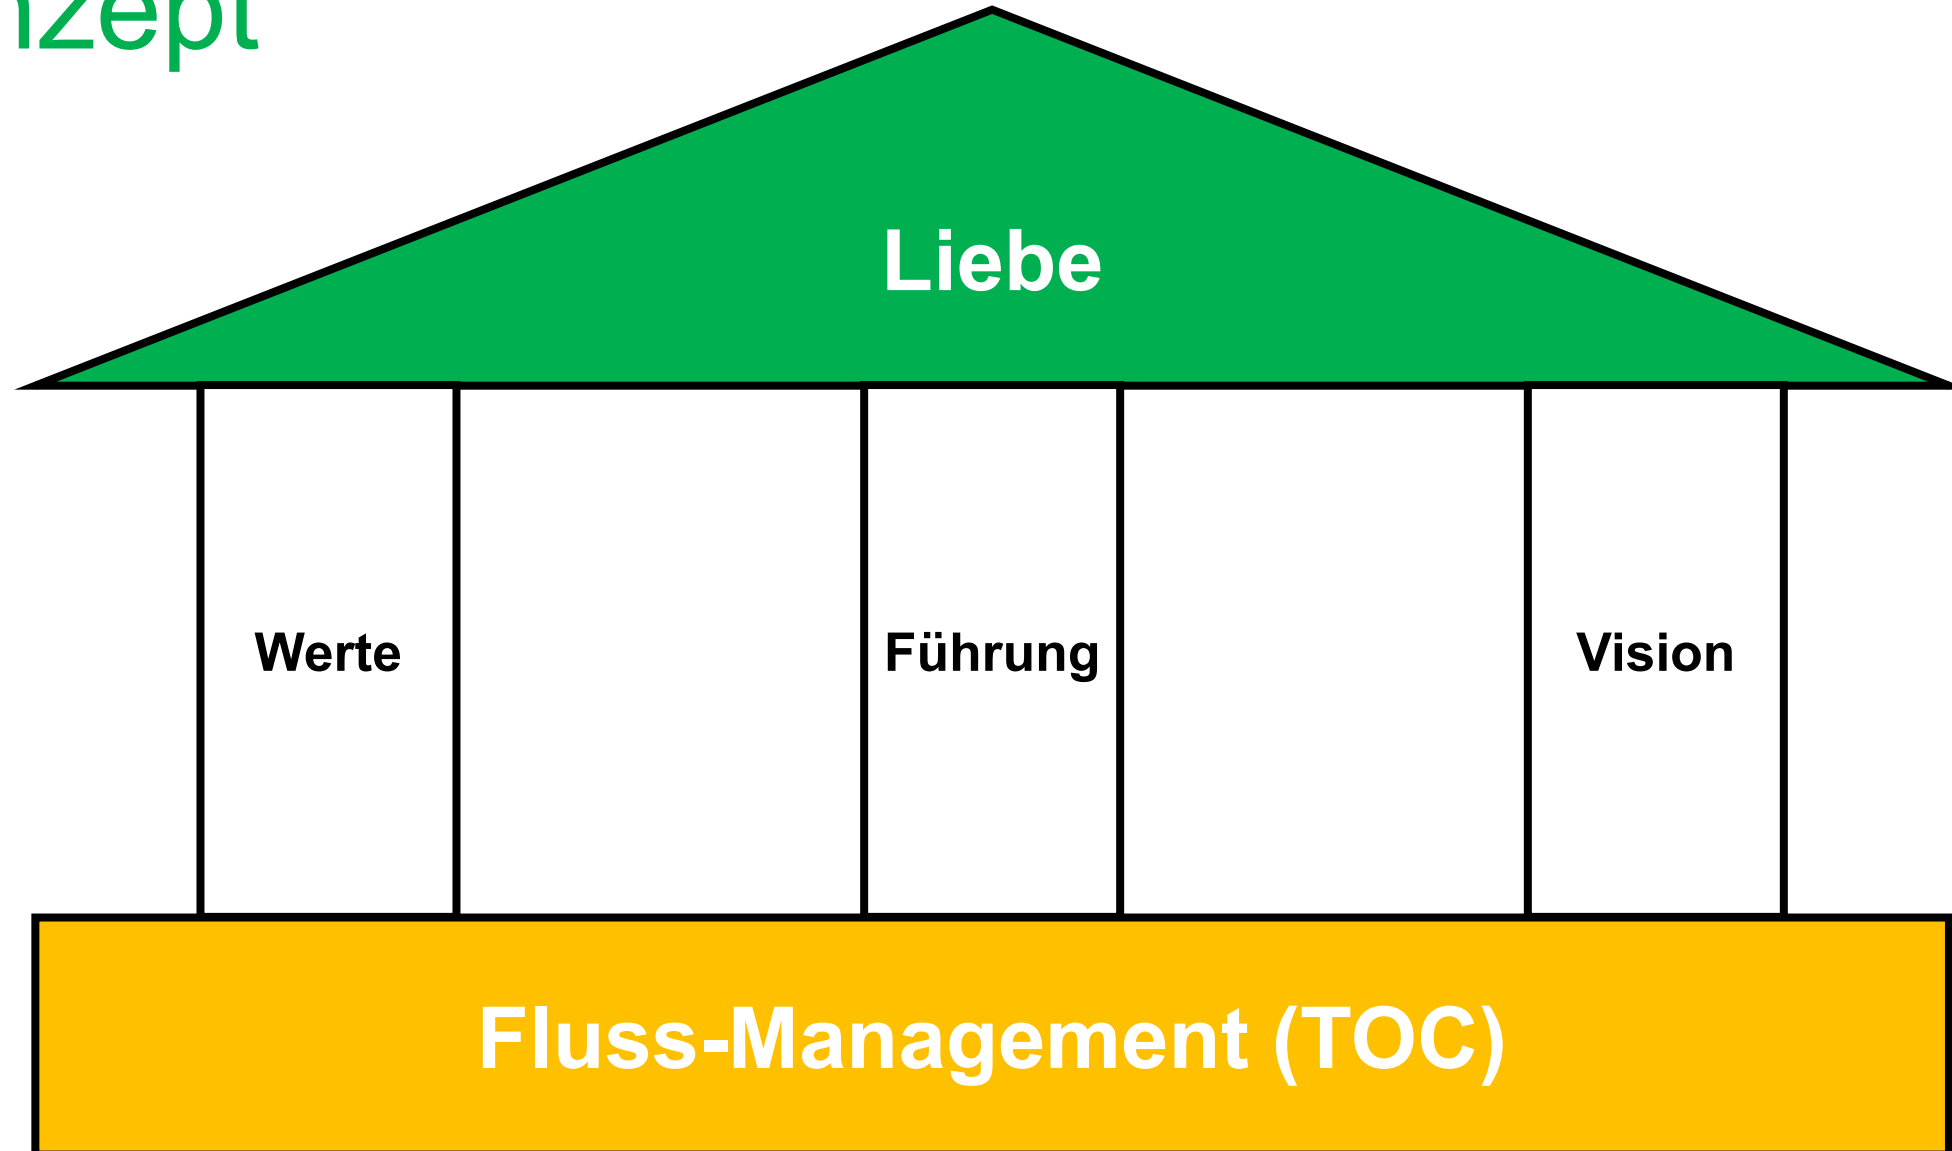 nzept
Liebe
Werte Führung Vision
Fluss-Management (TOC)